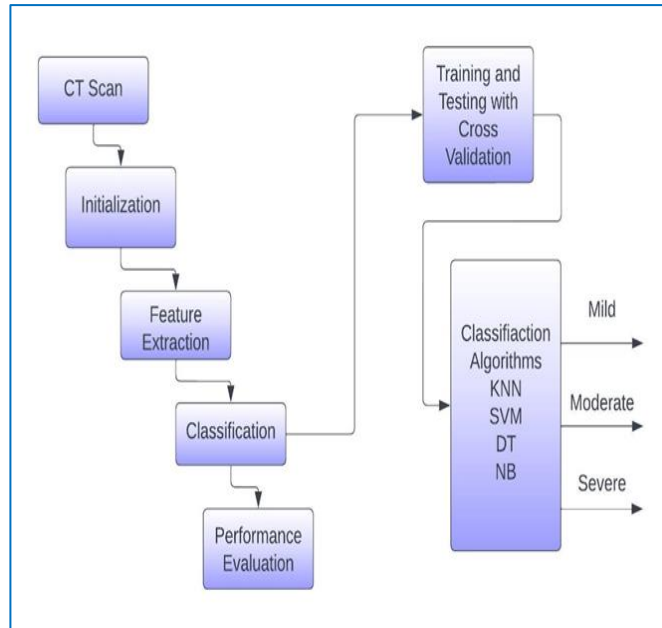 CT Scan
Initialization
Feature
Extraction
Classification
Performance
Evaluation
Training and
Testing with
Cross
Validation
Classifiaction
Algorithms
KNN
SVM
DT
NB
Mild
Moderate
Severe